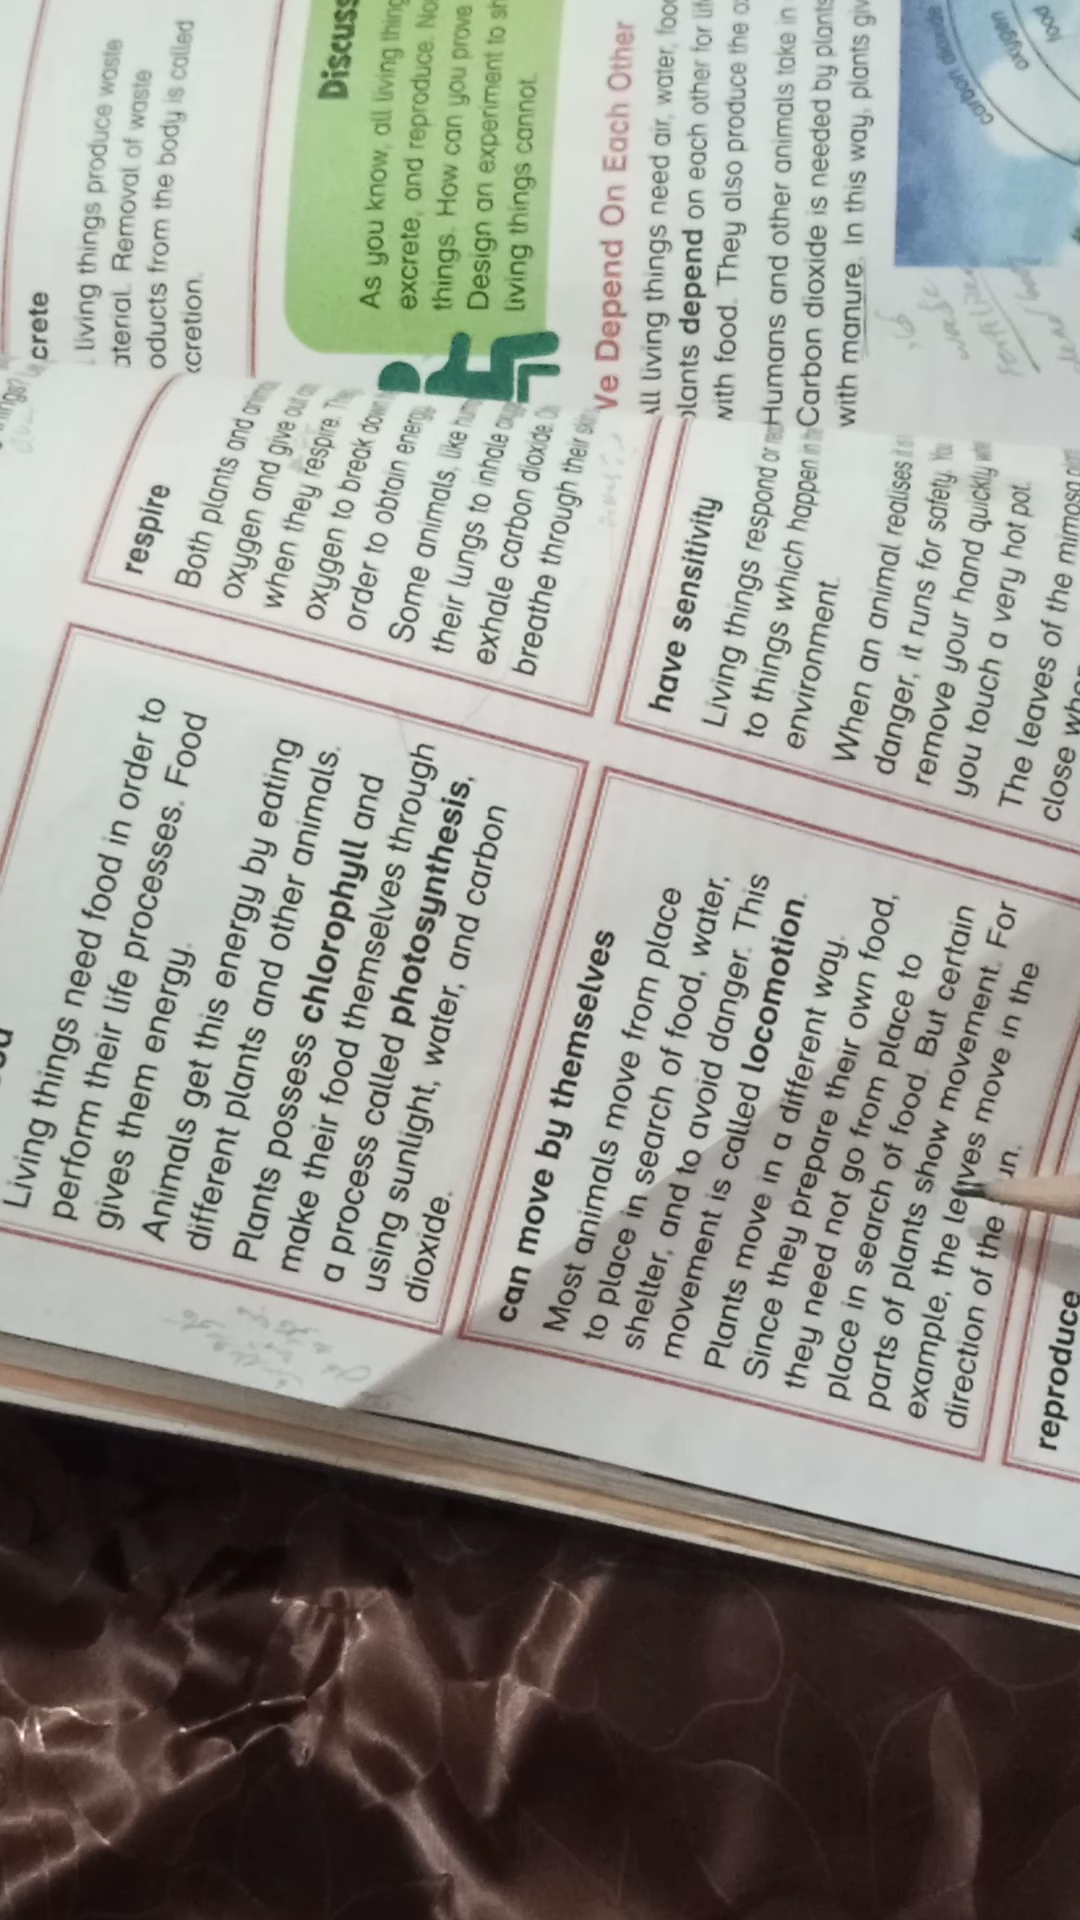 Living things need food in order to
perform their life processes. Food
gives them energy.
Animals get this energy by eating
different plants and other animals.
Plants possess chlorophyll and
make their food themselves through
a process called photosynthesis,
using sunlight, water, and carbon
dioxide.
respire
Both plants and
oxygen and give out
when they respire.
oxygen to break down
order to obtain energy
Some animals, like
their lungs to inhale
exhale carbon dioxide.
breathe through their
can move by themselves
Most animals move from place
to place in search of food, water,
shelter, and to avoid danger. This
movement is called locomotion.
Plants move in a different way.
Since they prepare their own food,
they need not go from place to
place in search of food. But certain
parts of plants show movement. For
example, the leaves move in the
direction of the
have sensitivity
Living things respond or
to things which happen in
environment.
When an animal realises
danger, it runs for safety.
remove your hand quickly
you touch a very hot pot.
The leaves of the mimosa
close
reproduce
crete
living things produce waste
aterial. Removal of waste
oducts from the body is called
xcretion.
Discuss
As you know, all living thing
excrete, and reproduce.
things. How can you prove
Design an experiment to
living things cannot.
Ve Depend On Each Other
All living things need air, water,
plants depend on each other for
with food. They also produce the
Humans and other animals take in
Carbon dioxide is needed by plants
with manure. In this way, plants
carbon dioxide
oxygen
food